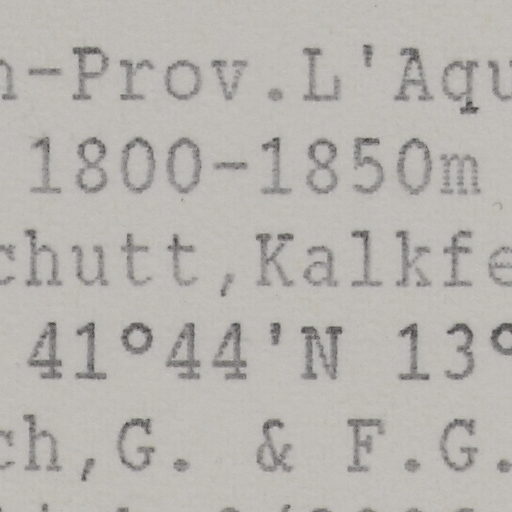 n-Prov.L'Aqu
1800-1850m
chutt,Kalkfe
41°44'N 13°
ch,G. & F.G.